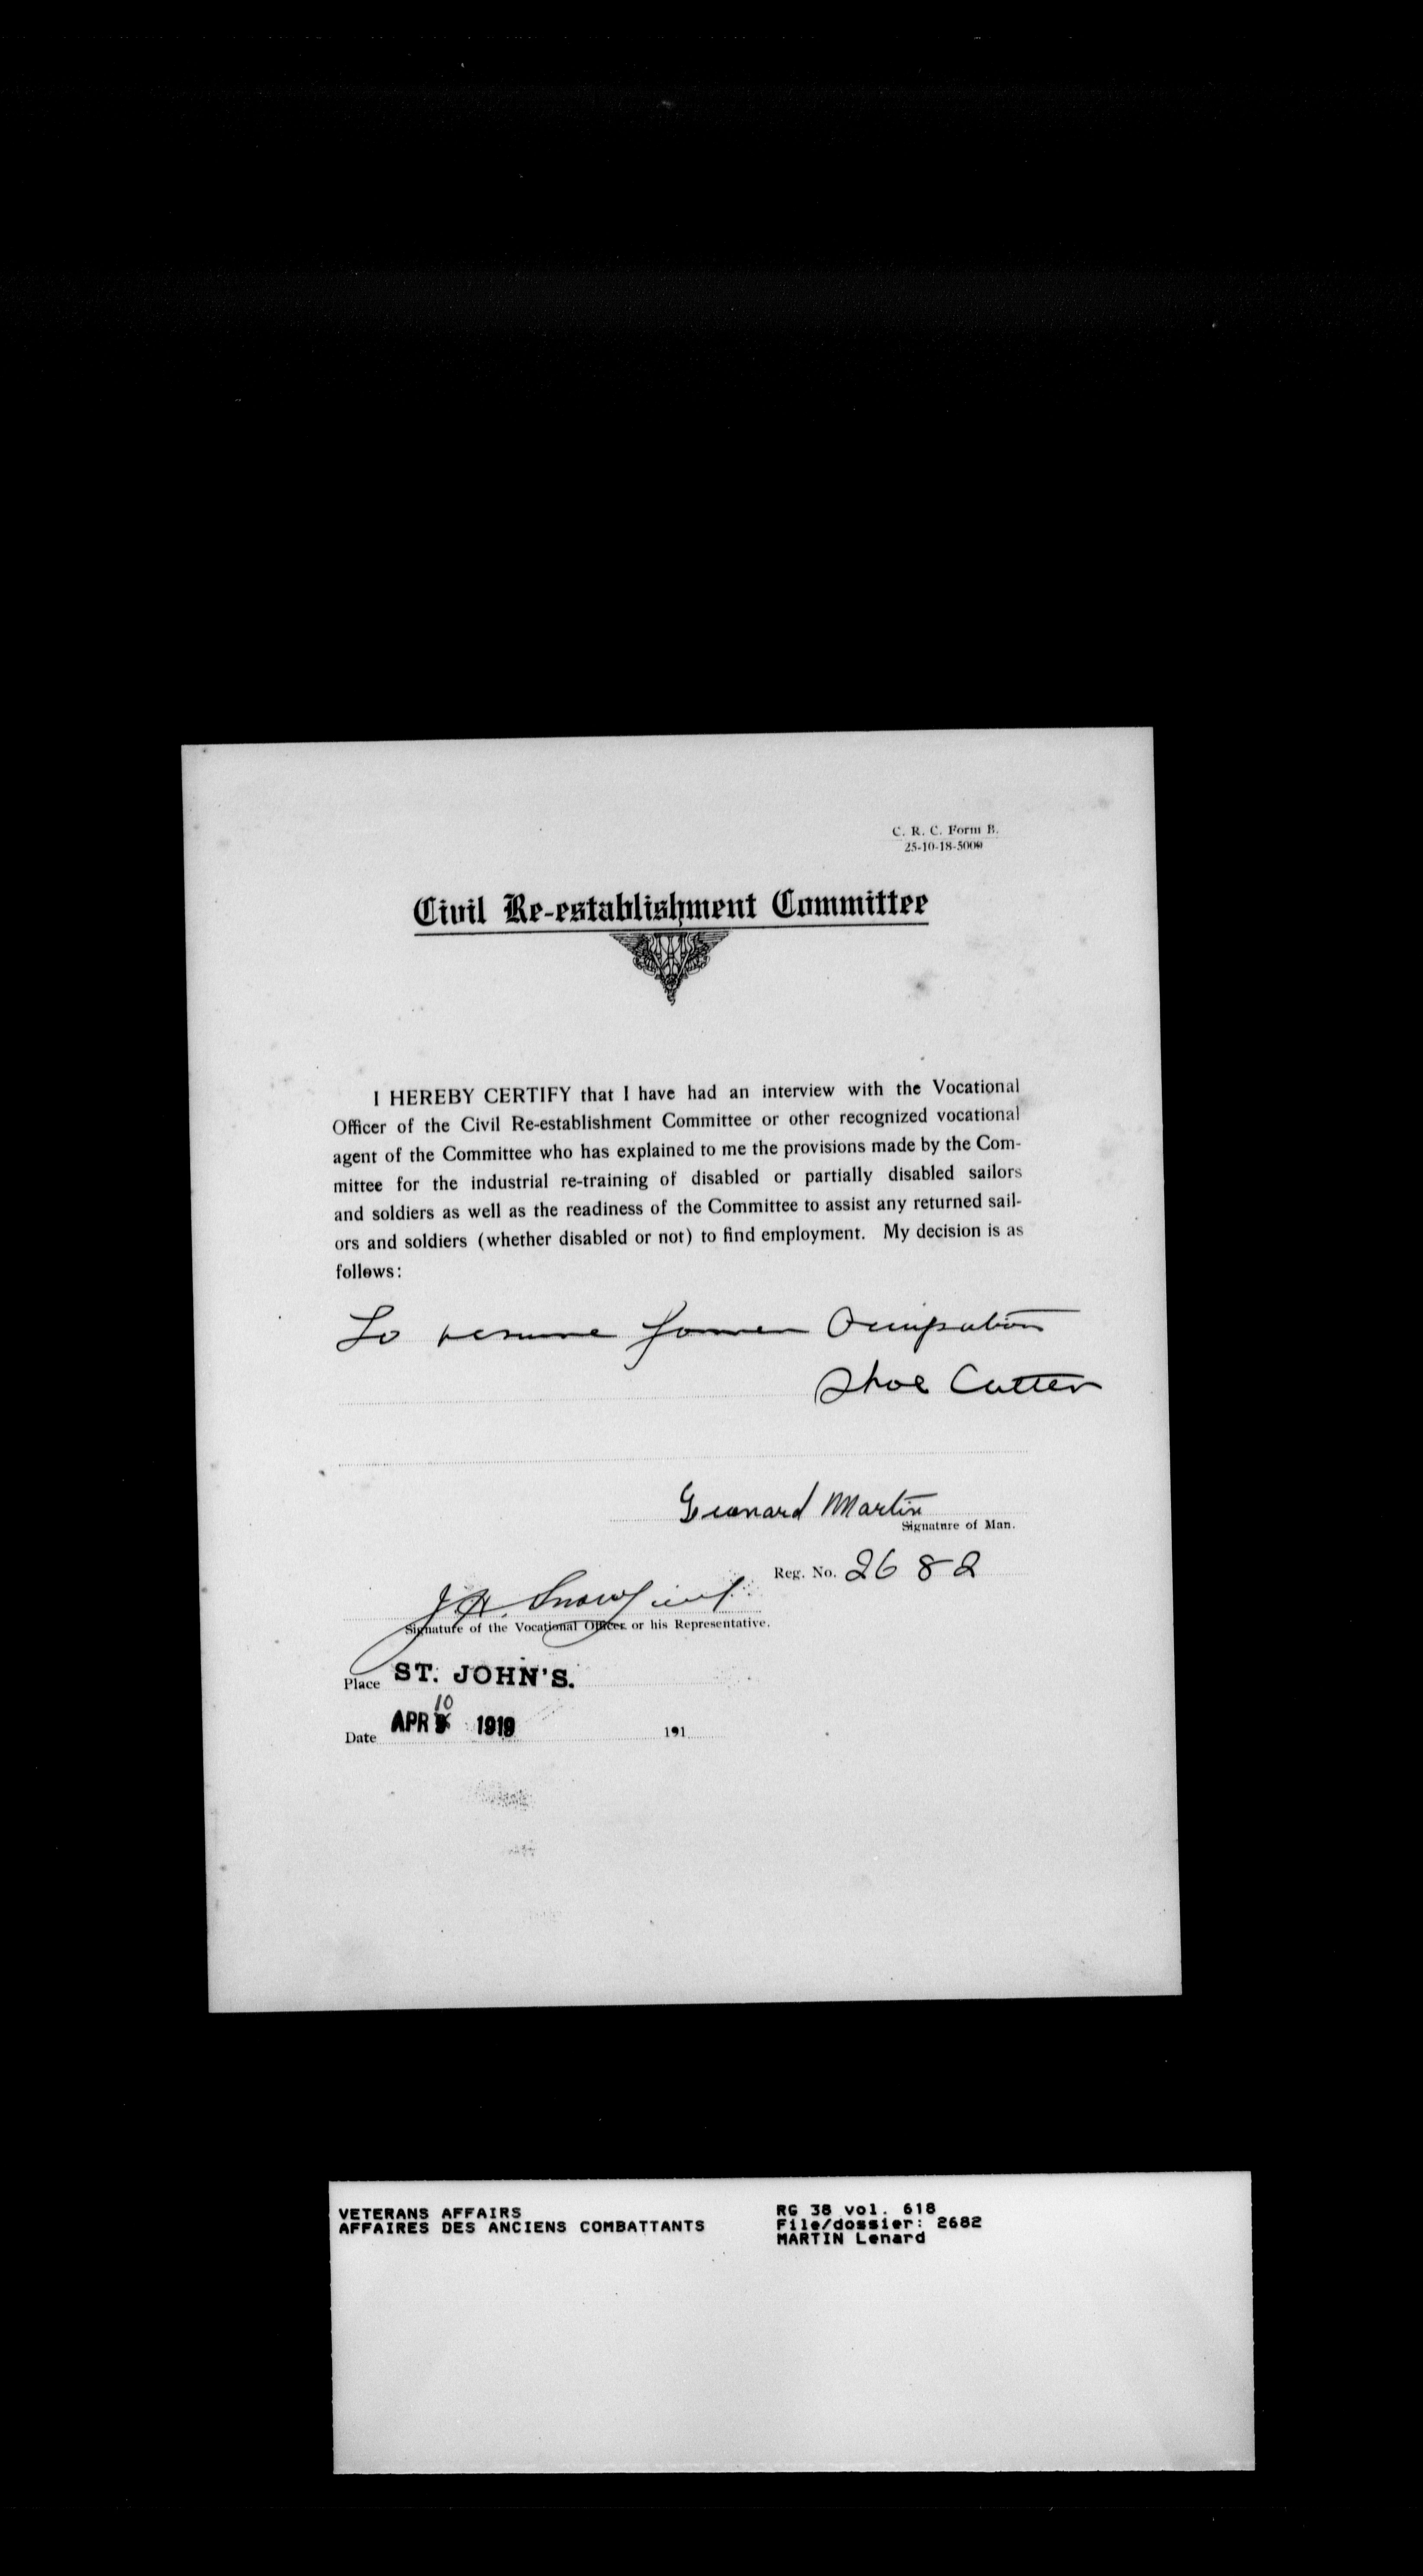 C. R. C. Form B.
25-10-18-5000
Civil Re-establishment Committee
I HEREBY CERTIFY that I have had an interview with the Vocational
Officer of the Civil Re-establishment Committee or other recognized vocational
agent of the Committee who has explained to me the provisions made by the Com-
mittee for the industrial re-training of disabled or partially disabled sailors
and soldiers as well as the readiness of the Committee to assist any returned sail-
ors and soldiers (whether disabled or not) to find employment. My decision is as
follows:
To resume former Occupation
Shoe Cutter
Leonard Martin
Signature of Man.
Reg. No. 2682
J. H. Snow
Signature of the Vocational Officer or his Representative.
Place ST. JOHN'S.
10
Date APR 9 1919 191
VETERANS AFFAIRS
AFFAIRES DES ANCIENS COMBATTANTS
RG 38 vol. 618
File/dossier: 2682
MARTIN Lenard